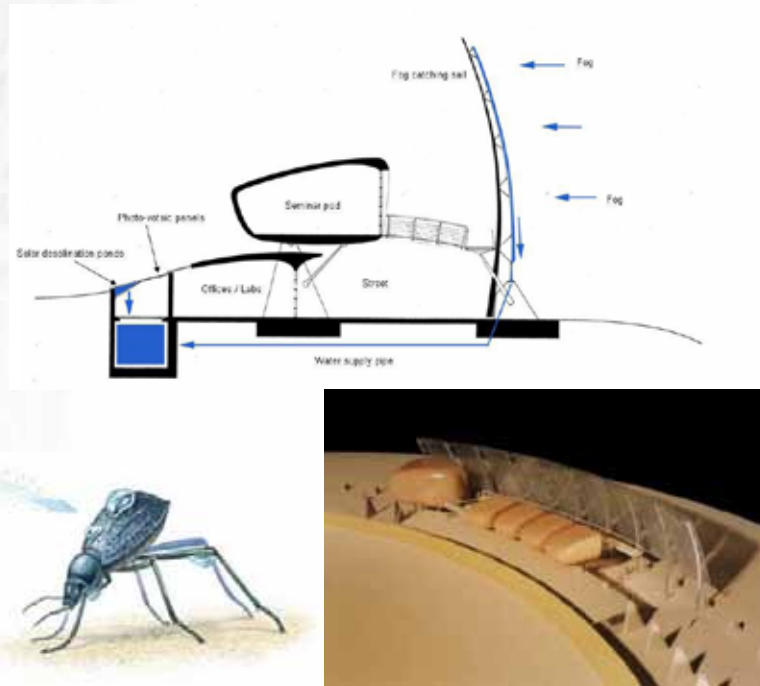 Fog
Fog catching sail
Fog
Seminar pod
Photo-voltaic panels
Solar desalination ponds
Offices / Labs
Street
Water supply pipe